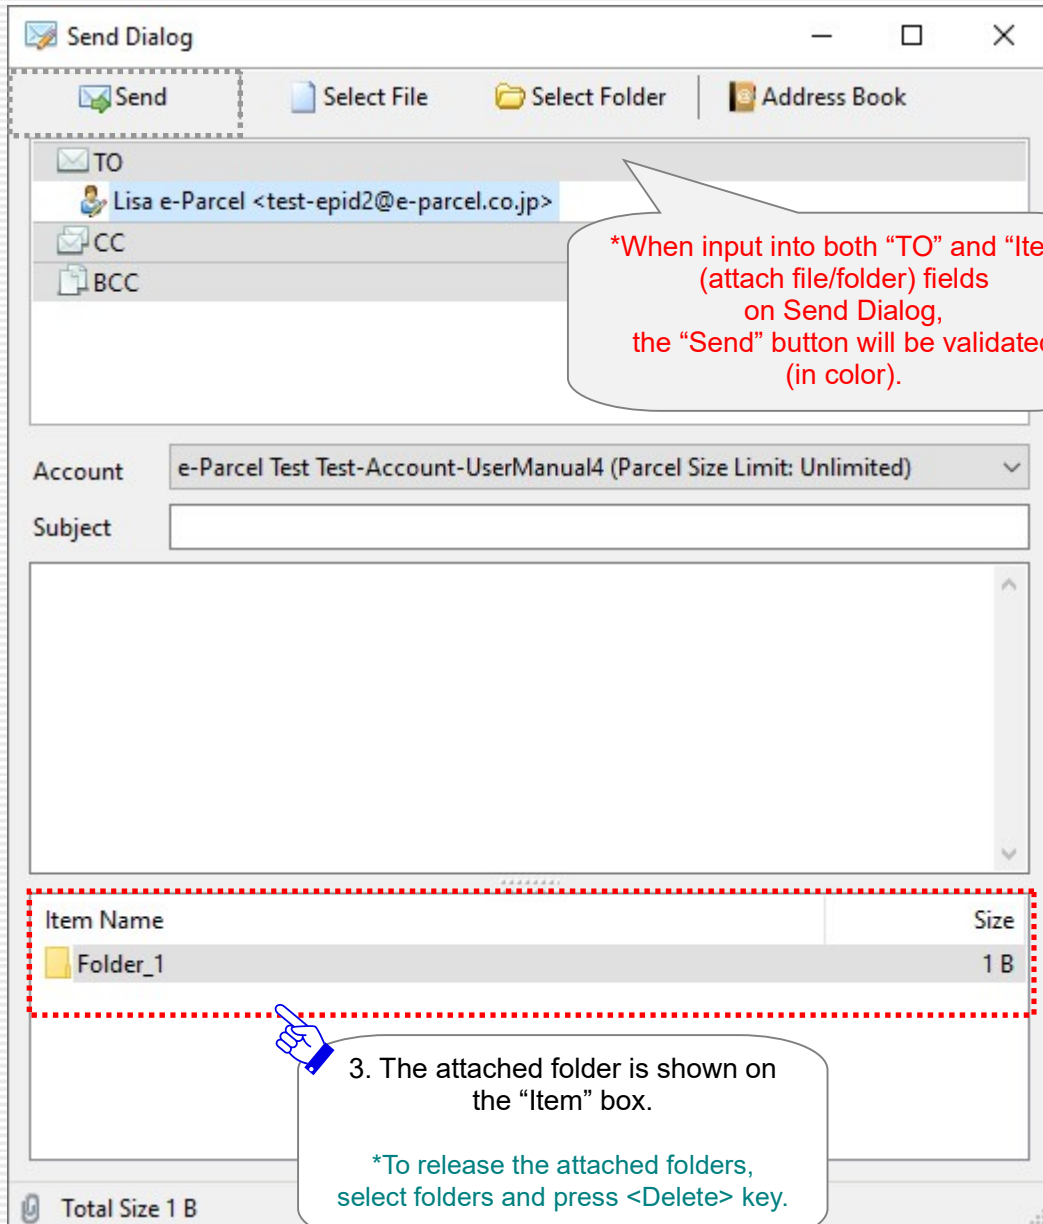 Send Dialog
Send
Select File
Select Folder
Address Book
TO
Lisa e-Parcel <test-epid2@e-parcel.co.jp>
CC
BCC
*When input into both “TO” and “Ite
(attach file/folder) fields
on Send Dialog,
the “Send” button will be validated
(in color).
Account
e-Parcel Test Test-Account-UserManual4 (Parcel Size Limit: Unlimited)
Subject
Item Name Size
Folder_1 1 B
3. The attached folder is shown on
the “Item” box.
*To release the attached folders,
select folders and press <Delete> key.
Total Size 1 B